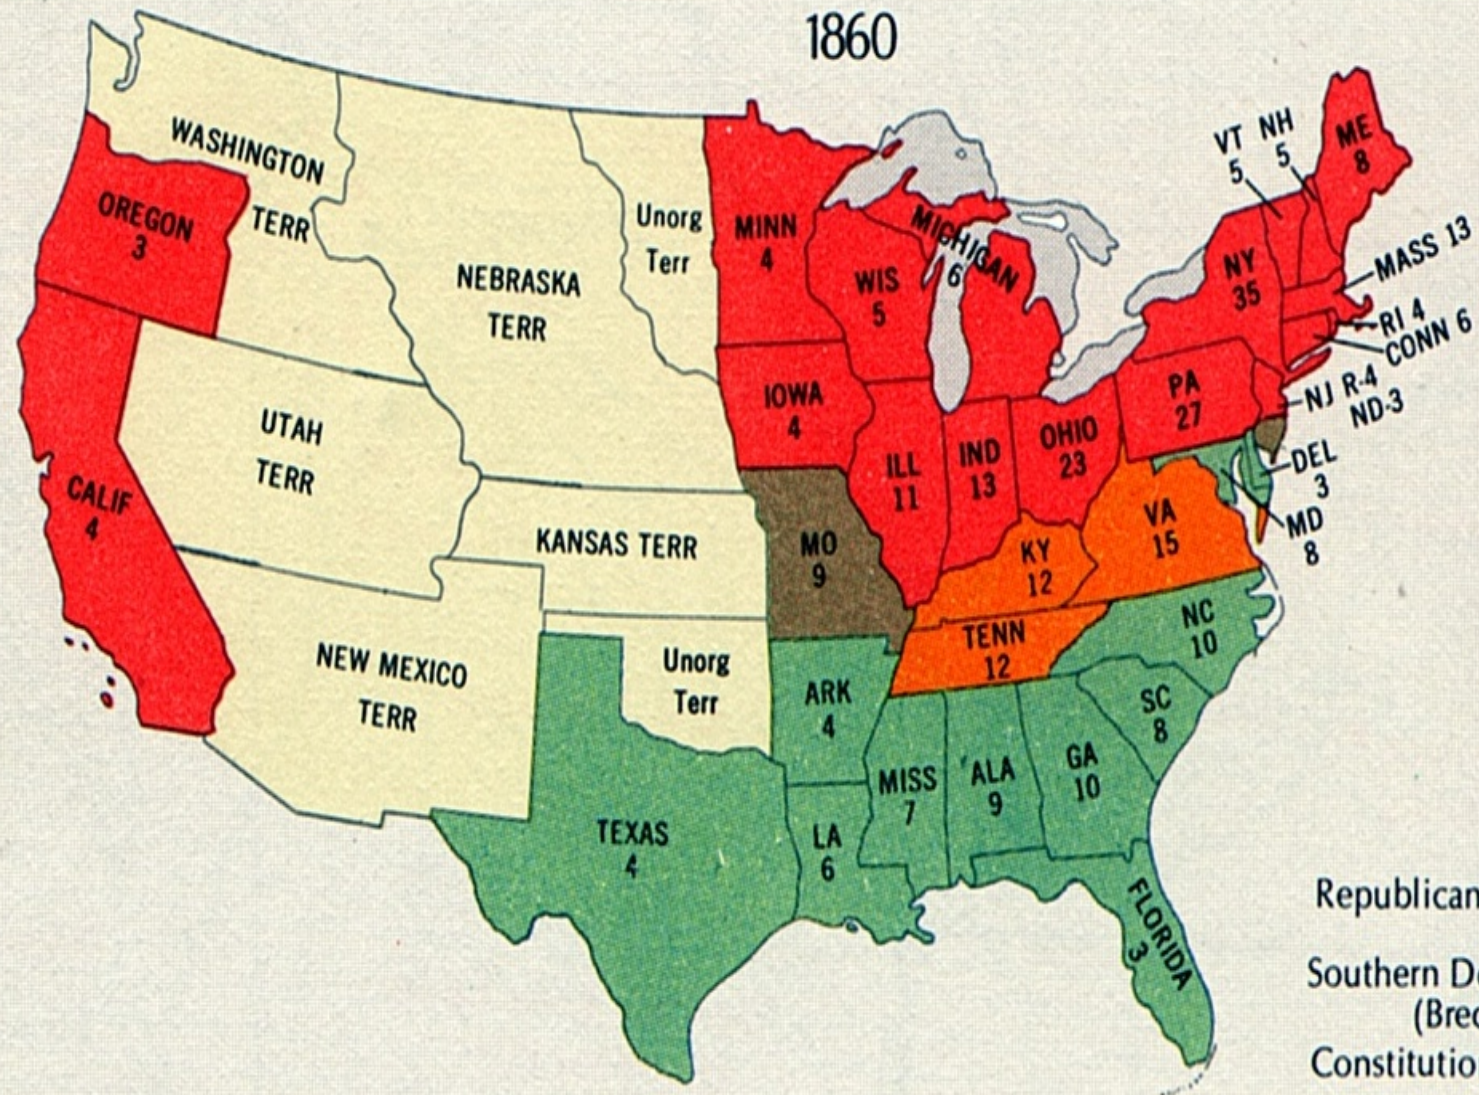 1860
WASHINGTON
TERR
OREGON
3
NEBRASKA
TERR
Unorg
Terr
MINN
4
WIS
5
MICHIGAN
6
VT
5
NH
5
ME
8
NY
35
MASS 13
RI 4
CONN 6
IOWA
4
PA
27
NJ R-4
ND-3
UTAH
TERR
ILL
11
IND
13
OHIO
23
DEL
3
MD
8
CALIF
4
KANSAS TERR
MO
9
KY
12
VA
15
NEW MEXICO
TERR
Unorg
Terr
TENN
12
NC
10
ARK
4
SC
8
MISS
7
ALA
9
GA
10
TEXAS
4
LA
6
FLORIDA
3
Republican
Southern D
(Bre
Constitutio